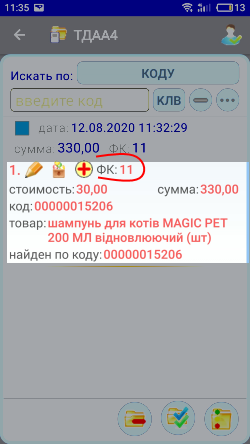 11:35 13
ТДАА4
Искать по: КОДУ
введите код КЛВ
дата: 12.08.2020 11:32:29
сумма: 330,00 ФК: 11
1. ФК: 11
стоимость: 30,00 сумма: 330,00
код: 00000015206
товар: шампунь для котів MAGIC PET
200 МЛ відновлюючий (шт)
найден по коду: 00000015206